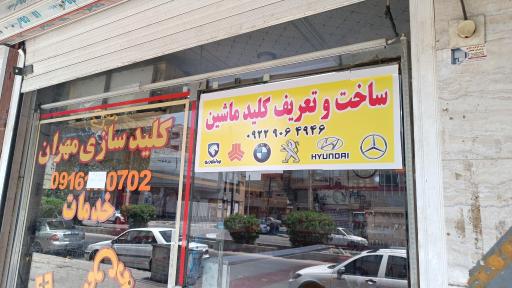 ساخت و تعریف کلید ماشین
۰۹۲۲ ۹۰۶ ۴۹۴۶
HYUNDAI
کلید سازی مهران
0916 0702
خدمات